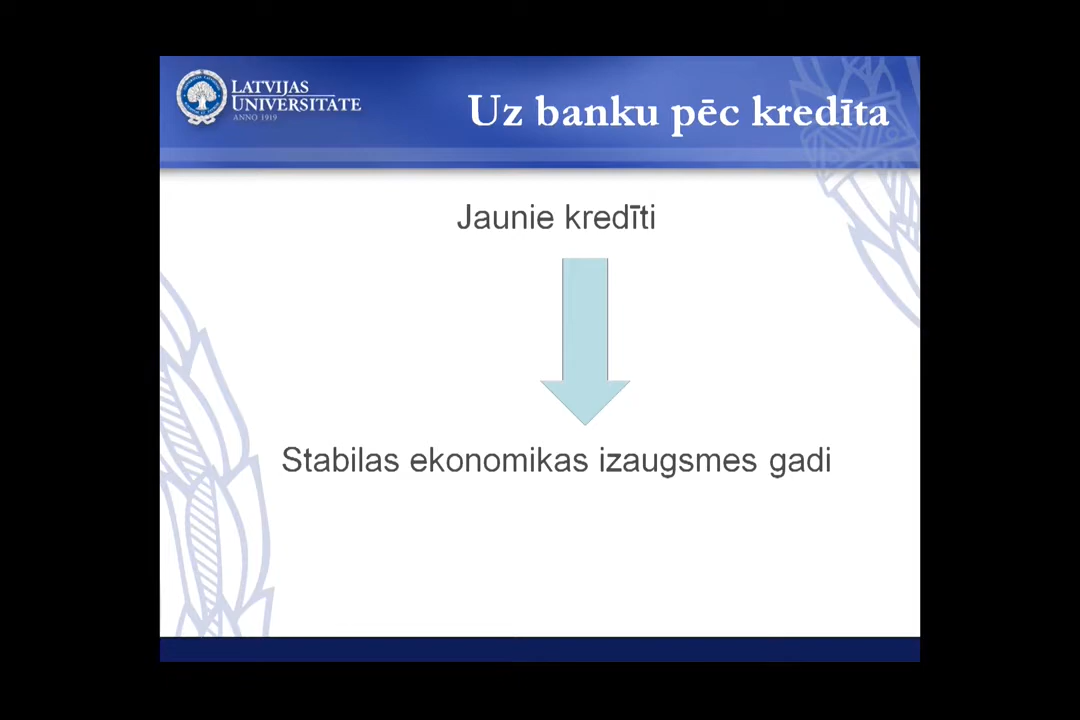 LATVIJAS
UNIVERSITATE
ANNO 1919
Uz banku pēc kredīta
Jaunie kredīti
Stabilas ekonomikas izaugsmes gadi